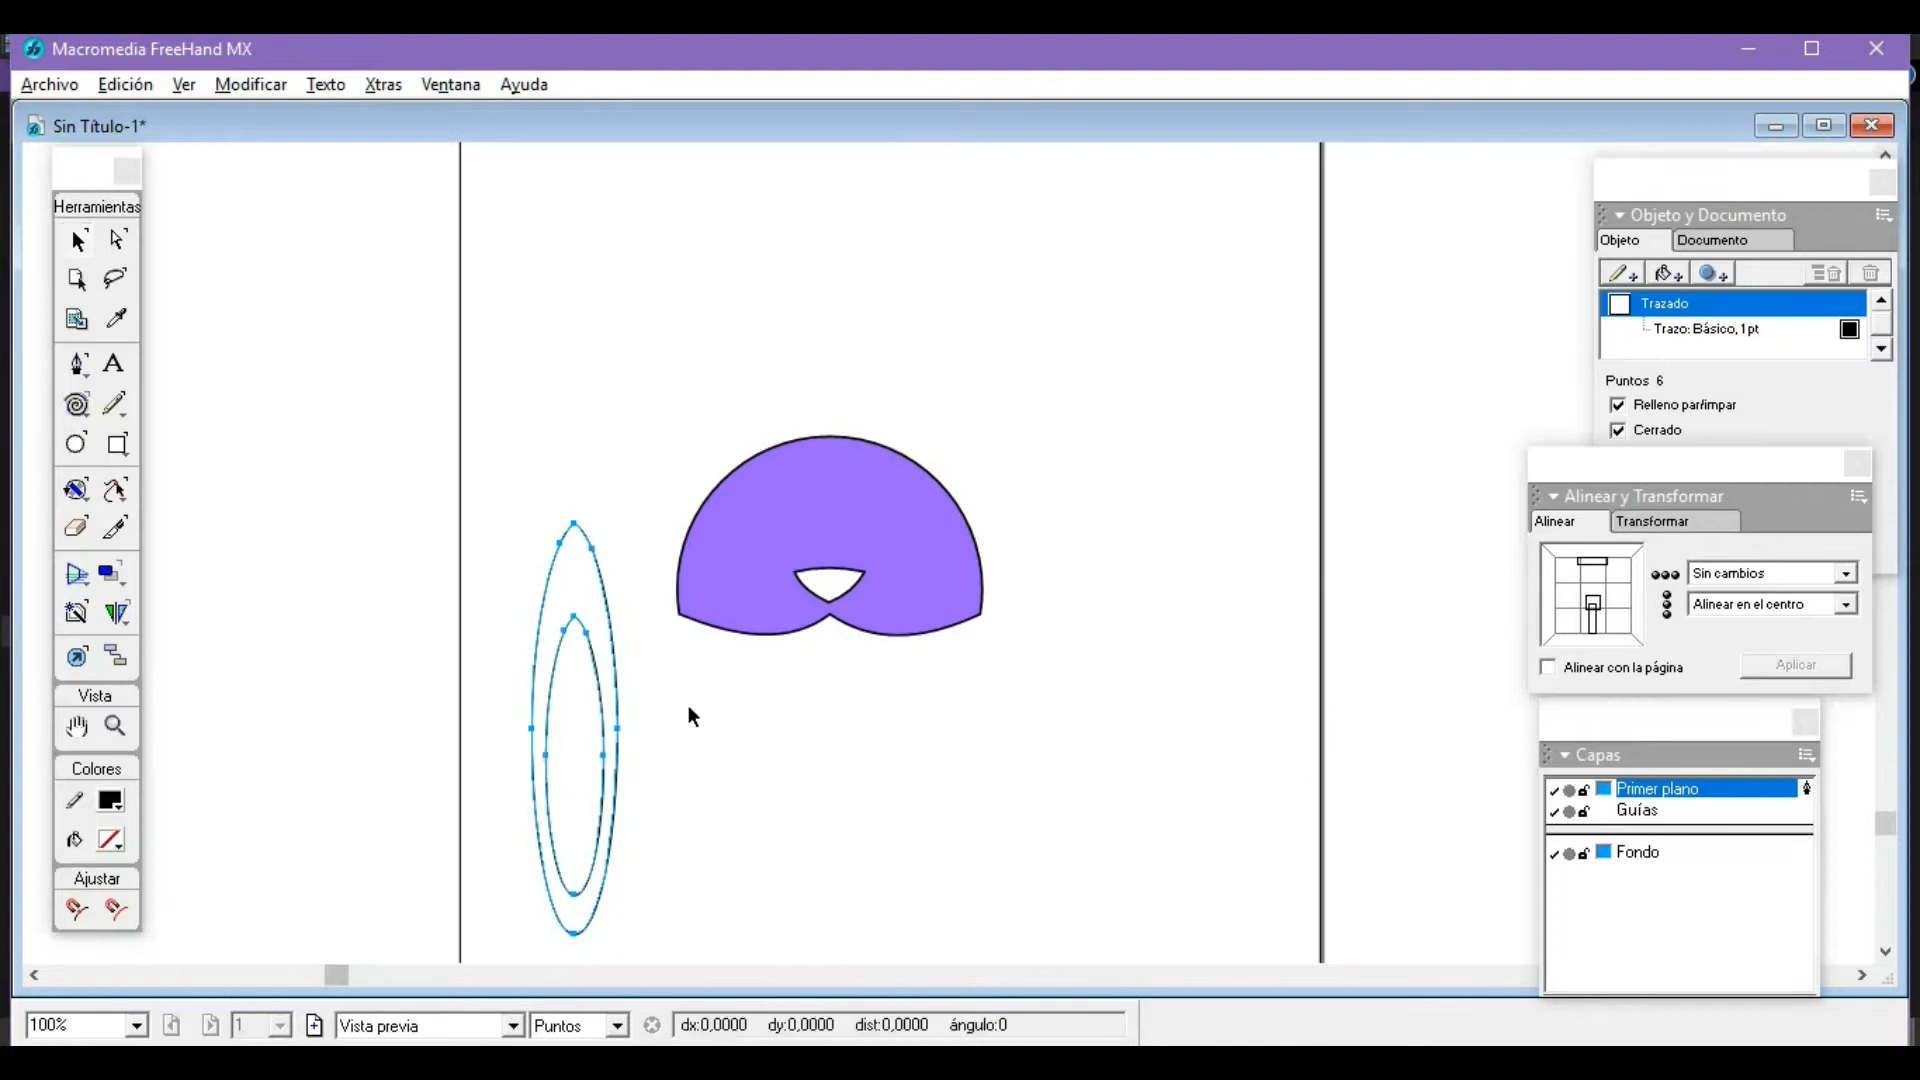 Macromedia FreeHand MX
Archivo Edición Ver Modificar Texto Xtras Ventana Ayuda
Sin Título-1*
Herramientas
A
Vista
Colores
Ajustar
Objeto y Documento
Objeto Documento
Trazado
Trazo: Básico, 1pt
Puntos 6
Relleno par/impar
Cerrado
Alinear y Transformar
Alinear Transformar
Sin cambios
Alinear en el centro
Alinear con la página Aplicar
Capas
Primer plano
Guías
Fondo
100% 1 Vista previa Puntos dx:0,0000 dy:0,0000 dist:0,0000 ángulo:0